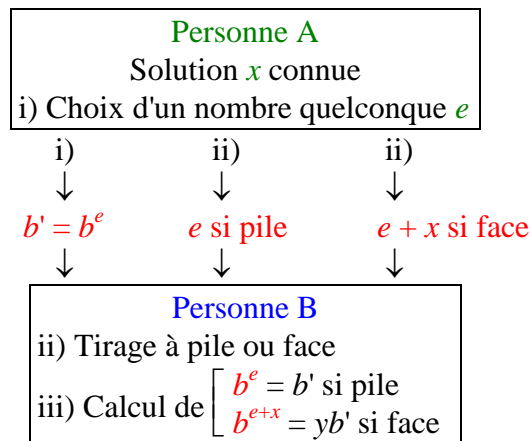 Personne A
Solution x connue
i) Choix d'un nombre quelconque e
i) ii) ii)
↓ ↓ ↓
b' = b^e e si pile e + x si face
↓ ↓ ↓
Personne B
ii) Tirage à pile ou face
iii) Calcul de [ b^e = b' si pile
b^{e+x} = yb' si face